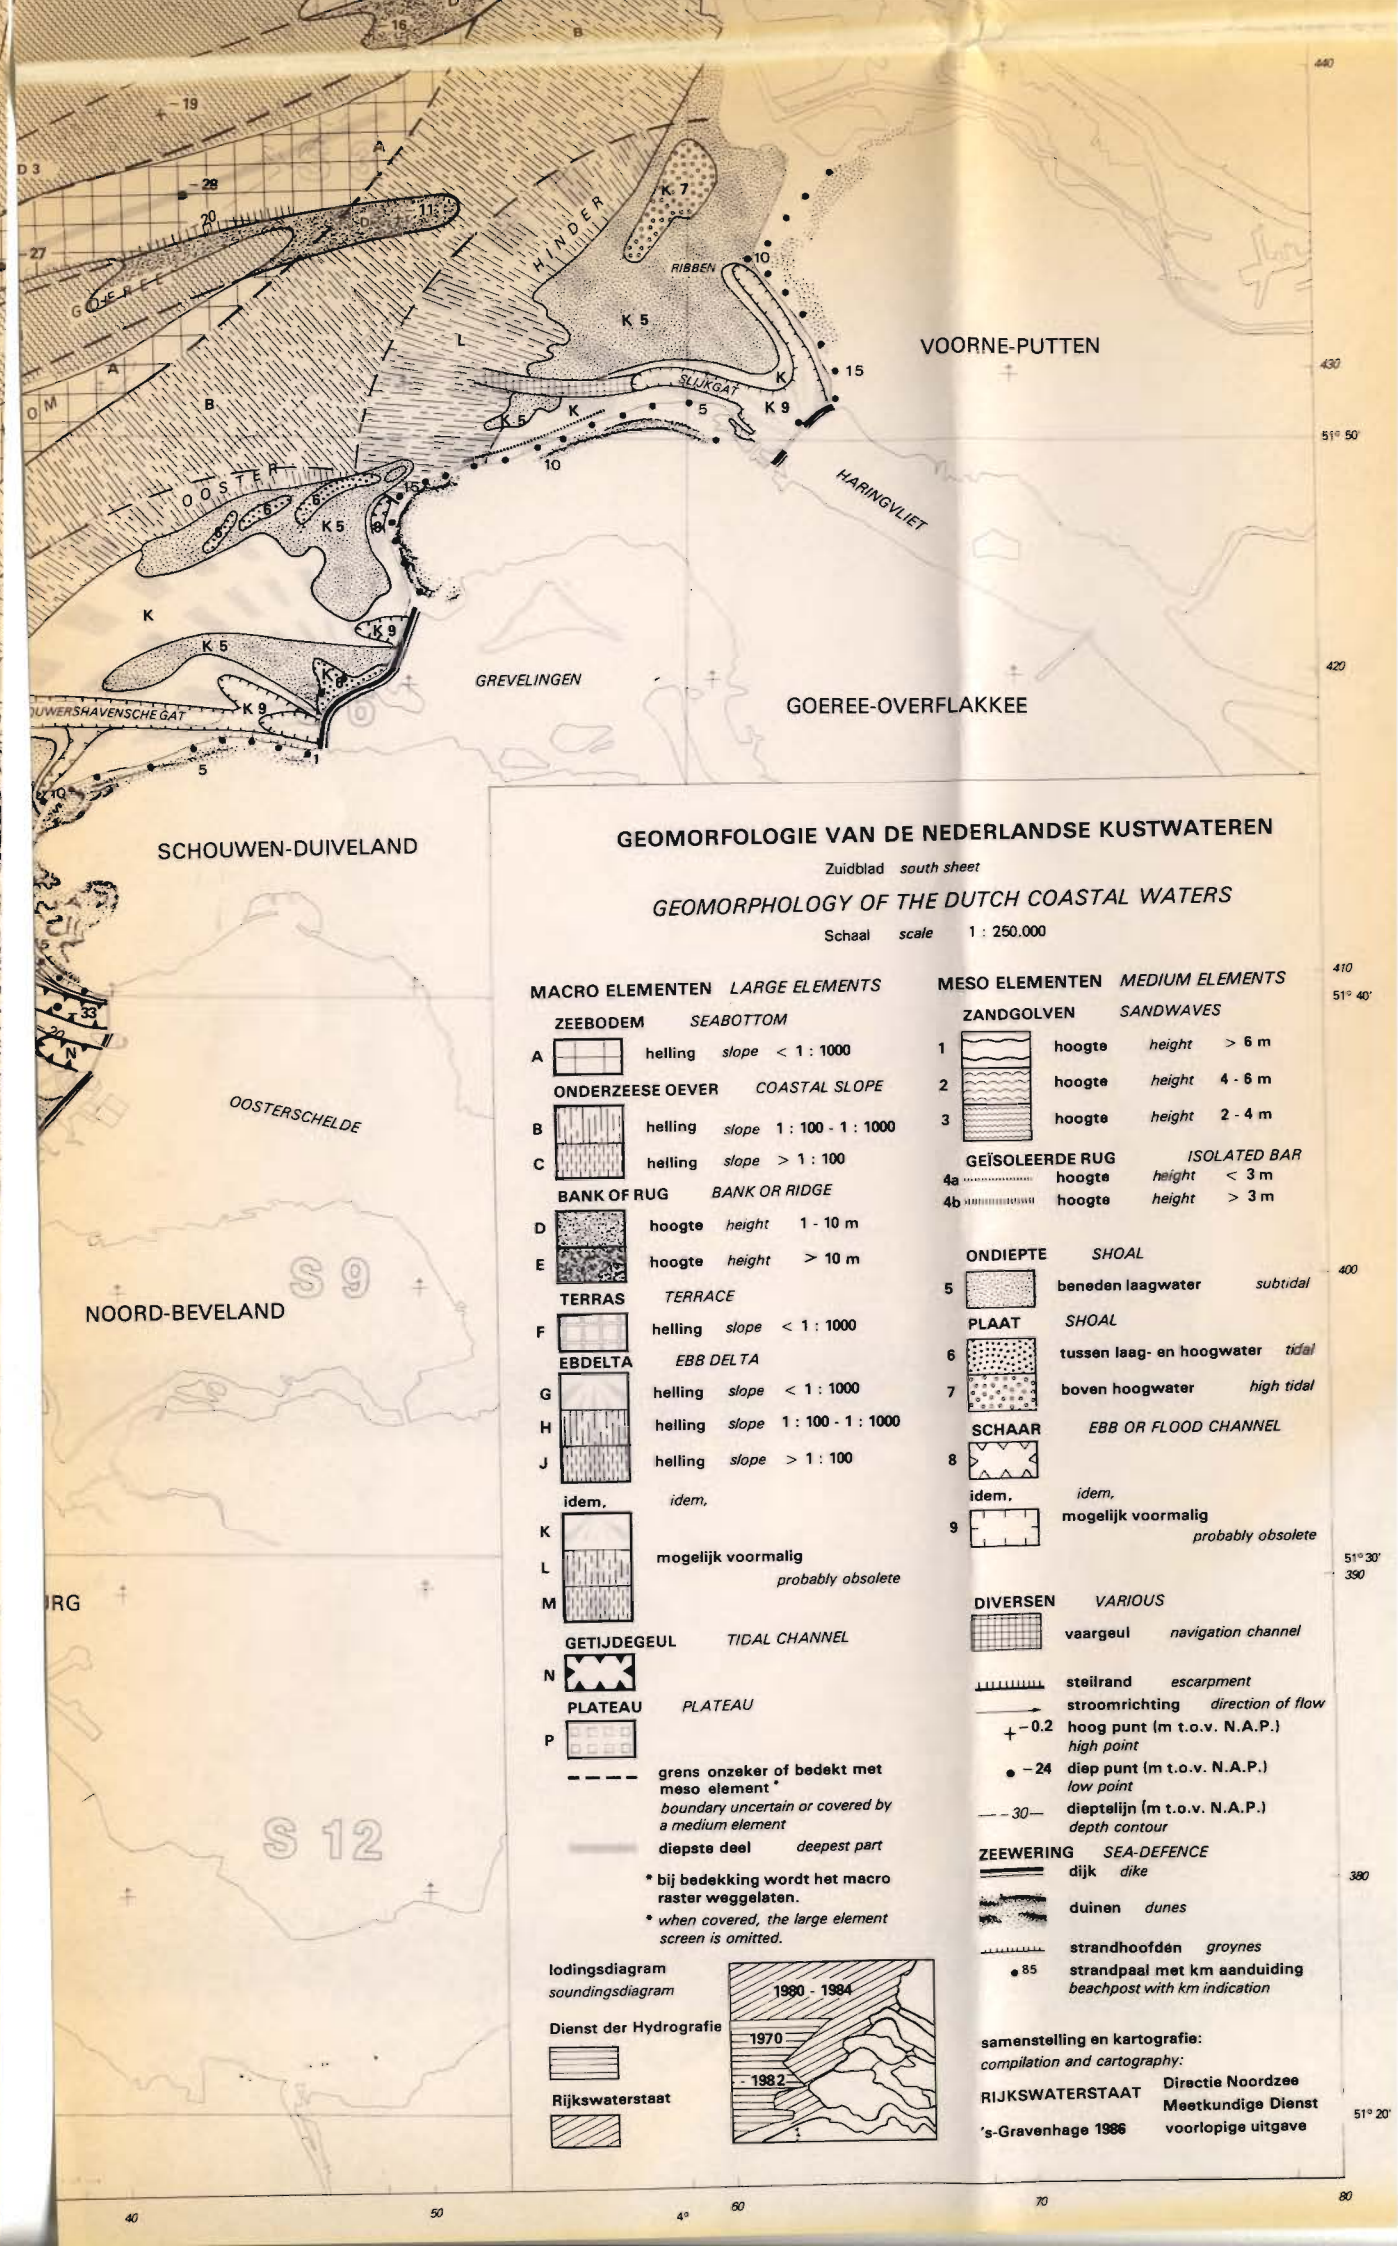 D
-16
B
440
-19
A
D 3
-28
20
D
11
-27
GOEREE
HINDER
K 7
RIBBEN
10
K 5
L
VOORNE-PUTTEN
A
430
K
15
SLIJKGAT
OM
B
K 5
K
5
K 9
51° 50'
10
HARINGVLIET
OOSTER
15
6
6
6
K 5
8
K
K 9
K 5
420
GREVELINGEN
K 6
GOEREE-OVERFLAKKEE
K 9
OUWERSHAVENSCHE GAT
1
5
10
SCHOUWEN-DUIVELAND
GEOMORFOLOGIE VAN DE NEDERLANDSE KUSTWATEREN
Zuidblad south sheet
GEOMORPHOLOGY OF THE DUTCH COASTAL WATERS
Schaal scale 1 : 250.000
5
410
51° 40'
33
20
N
OOSTERSCHELDE
S 9
400
NOORD-BEVELAND
51° 30'
390
URG
S 12
380
51° 20'
MACRO ELEMENTEN LARGE ELEMENTS
ZEEBODEM SEABOTTOM
A helling slope < 1 : 1000
ONDERZEESE OEVER COASTAL SLOPE
B helling slope 1 : 100 - 1 : 1000
C helling slope > 1 : 100
BANK OF RUG BANK OR RIDGE
D hoogte height 1 - 10 m
E hoogte height > 10 m
TERRAS TERRACE
F helling slope < 1 : 1000
EBDELTA EBB DELTA
G helling slope < 1 : 1000
H helling slope 1 : 100 - 1 : 1000
J helling slope > 1 : 100
idem, idem,
K
L mogelijk voormalig
probably obsolete
M
GETIJDEGEUL TIDAL CHANNEL
N
PLATEAU PLATEAU
P
grens onzeker of bedekt met
meso element *
boundary uncertain or covered by
a medium element
diepste deel deepest part
* bij bedekking wordt het macro
raster weggelaten.
* when covered, the large element
screen is omitted.
MESO ELEMENTEN MEDIUM ELEMENTS
ZANDGOLVEN SANDWAVES
1 hoogte height > 6 m
2 hoogte height 4 - 6 m
3 hoogte height 2 - 4 m
GEÏSOLEERDE RUG ISOLATED BAR
4a hoogte height < 3 m
4b hoogte height > 3 m
ONDIEPTE SHOAL
5 beneden laagwater subtidal
PLAAT SHOAL
6 tussen laag- en hoogwater tidal
7 boven hoogwater high tidal
SCHAAR EBB OR FLOOD CHANNEL
8
idem, idem,
9 mogelijk voormalig
probably obsolete
DIVERSEN VARIOUS
vaargeul navigation channel
steilrand escarpment
stroomrichting direction of flow
+-0.2 hoog punt (m t.o.v. N.A.P.)
high point
• -24 diep punt (m t.o.v. N.A.P.)
low point
-30 dieptelijn (m t.o.v. N.A.P.)
depth contour
ZEEWERING SEA-DEFENCE
dijk dike
duinen dunes
strandhoofden groynes
•85 strandpaal met km aanduiding
beachpost with km indication
lodingsdiagram
soundingsdiagram
Dienst der Hydrografie
Rijkswaterstaat
1980 - 1984
1970
- 1982
samenstelling en kartografie:
compilation and cartography:
RIJKSWATERSTAAT Directie Noordzee
Meetkundige Dienst
's-Gravenhage 1986 voorlopige uitgave
40
50
4°
60
70
80